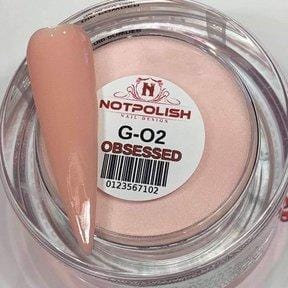 N
NOTPOLISH
NAIL DESIGN
G-02
OBSESSED
0123567102